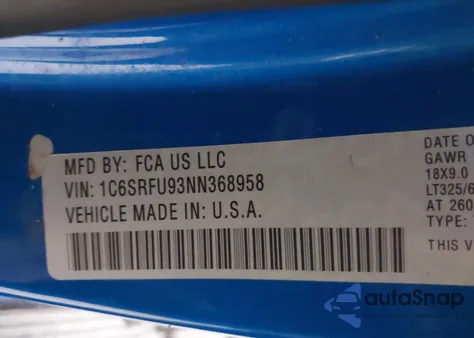 MFD BY: FCA US LLC
VIN: 1C6SRFU93NN368958
VEHICLE MADE IN: U.S.A.
DATE O
GAWR
18X9.0
LT325/6
AT 260
TYPE:
THIS V
autoSnap